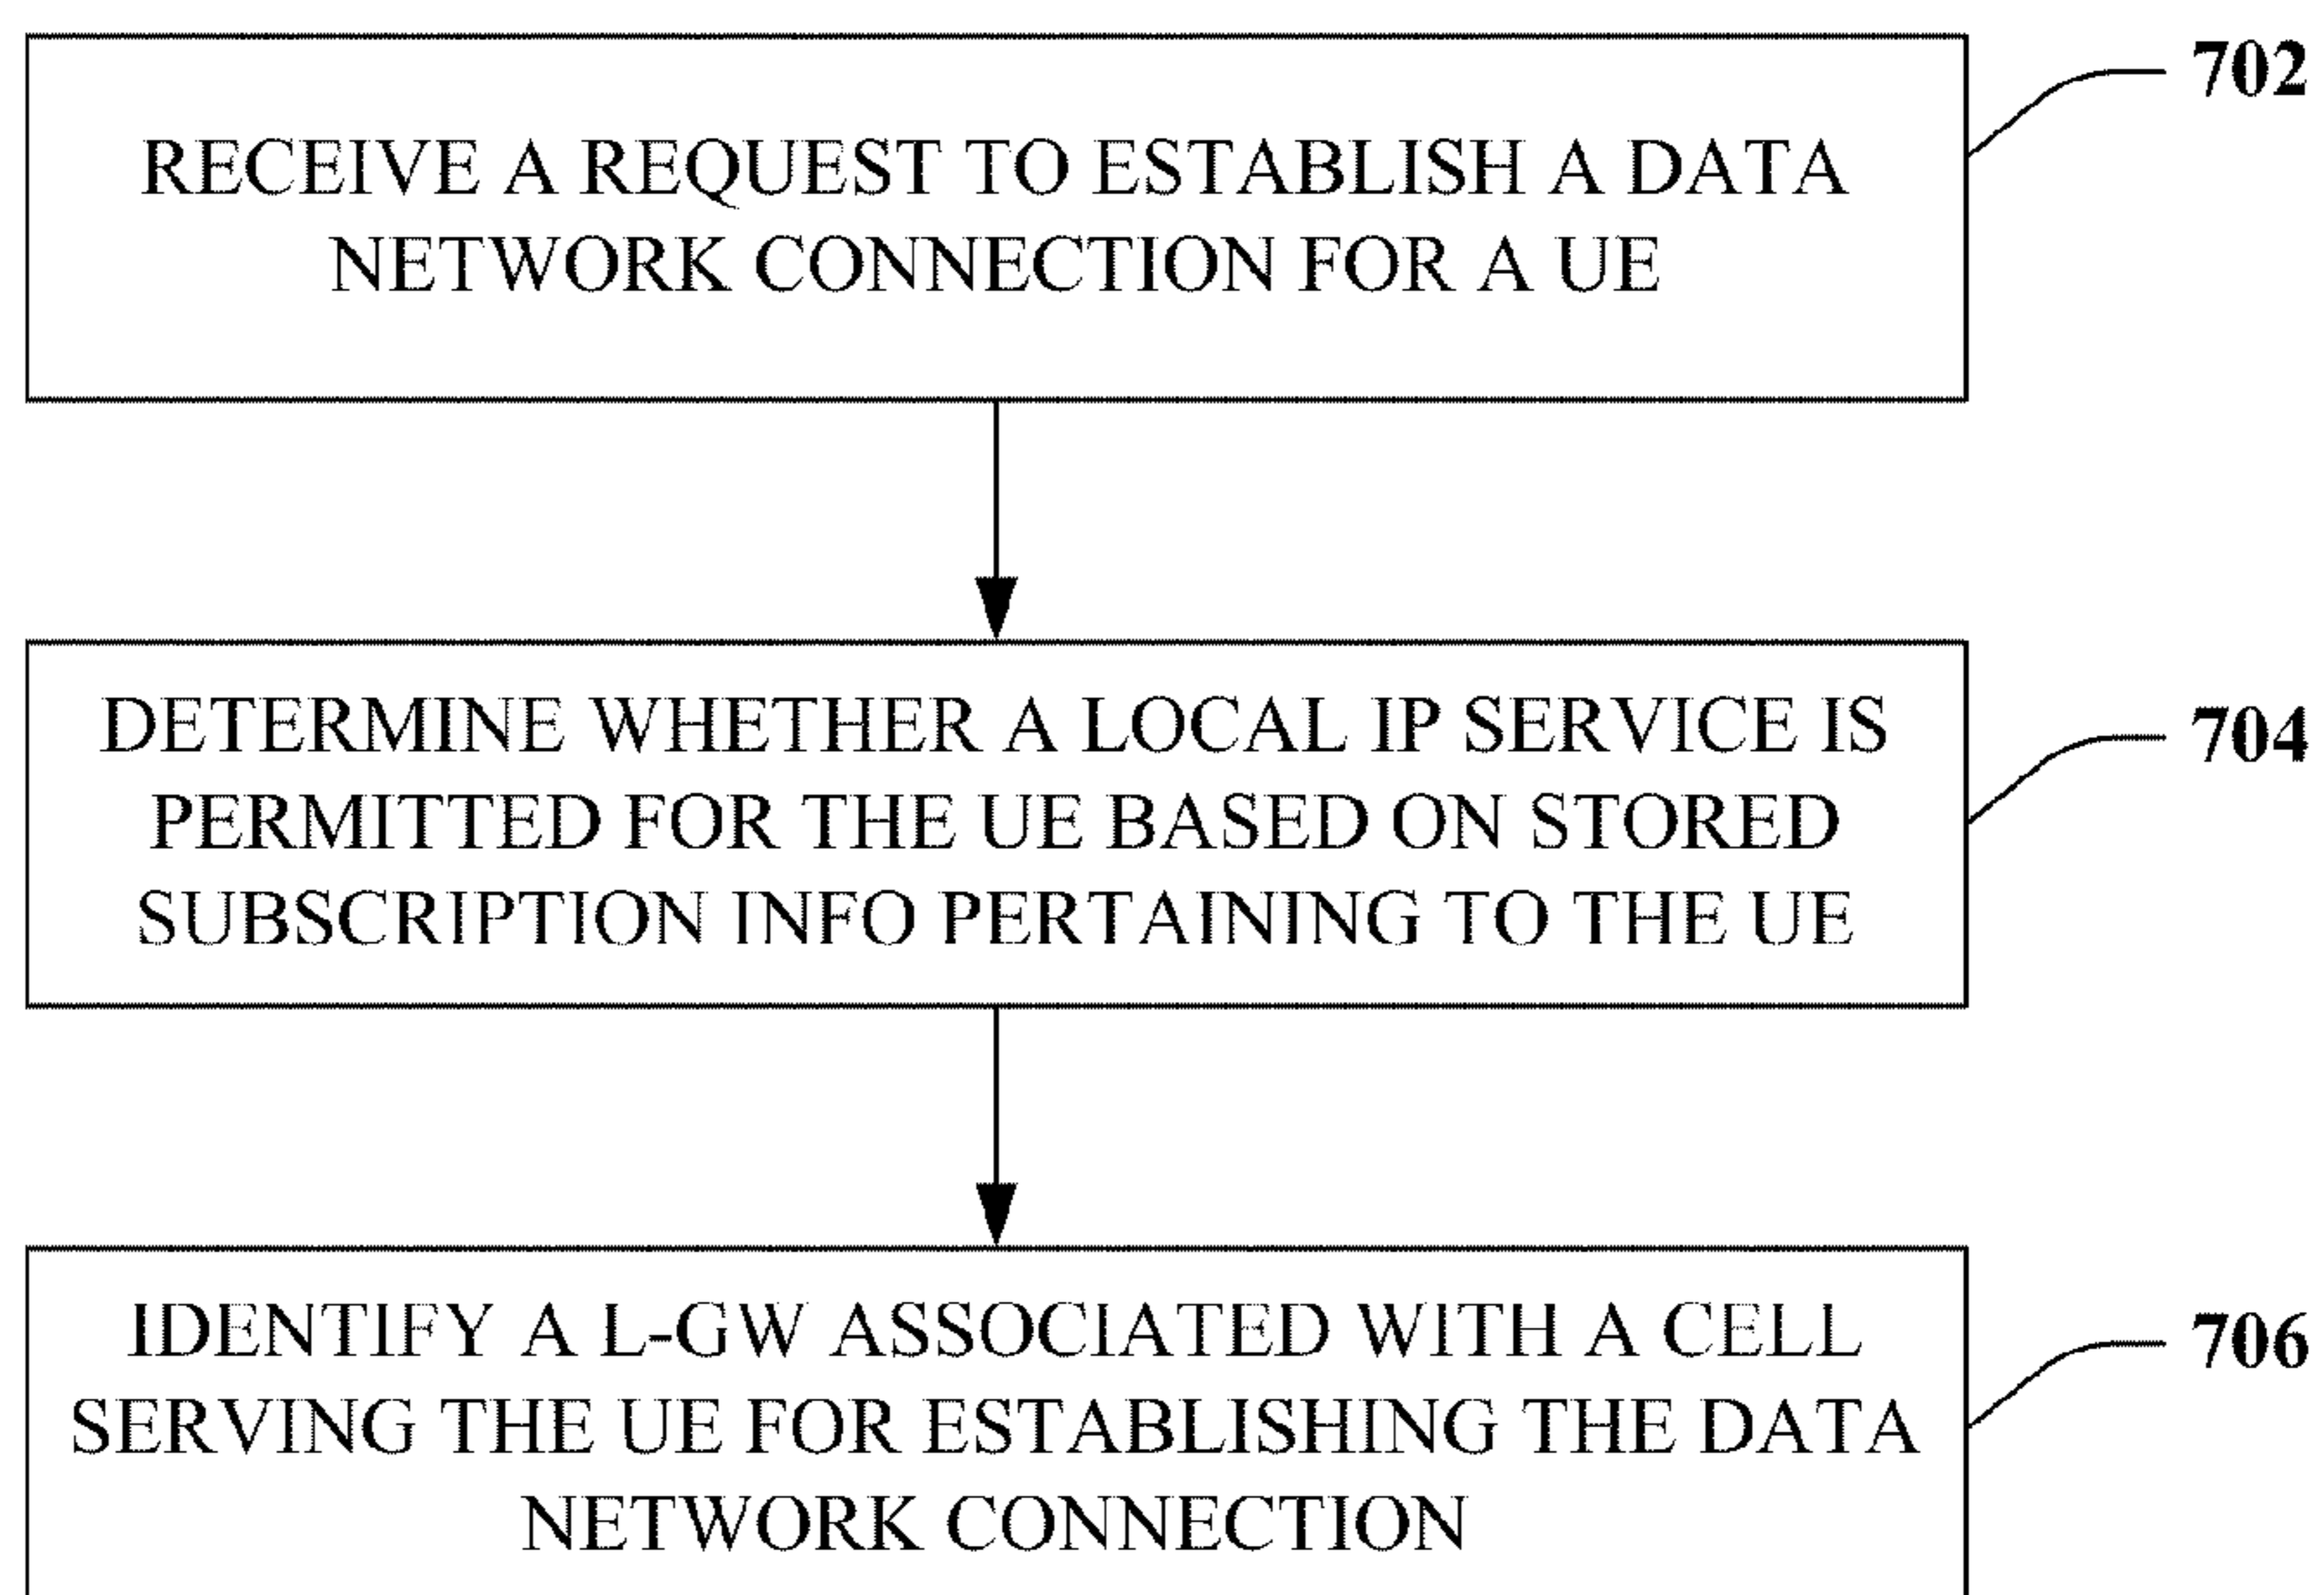 RECEIVE A REQUEST TO ESTABLISH A DATA
NETWORK CONNECTION FOR A UE
702
DETERMINE WHETHER A LOCAL IP SERVICE IS
PERMITTED FOR THE UE BASED ON STORED
SUBSCRIPTION INFO PERTAINING TO THE UE
704
IDENTIFY A L-GW ASSOCIATED WITH A CELL
SERVING THE UE FOR ESTABLISHING THE DATA
NETWORK CONNECTION
706